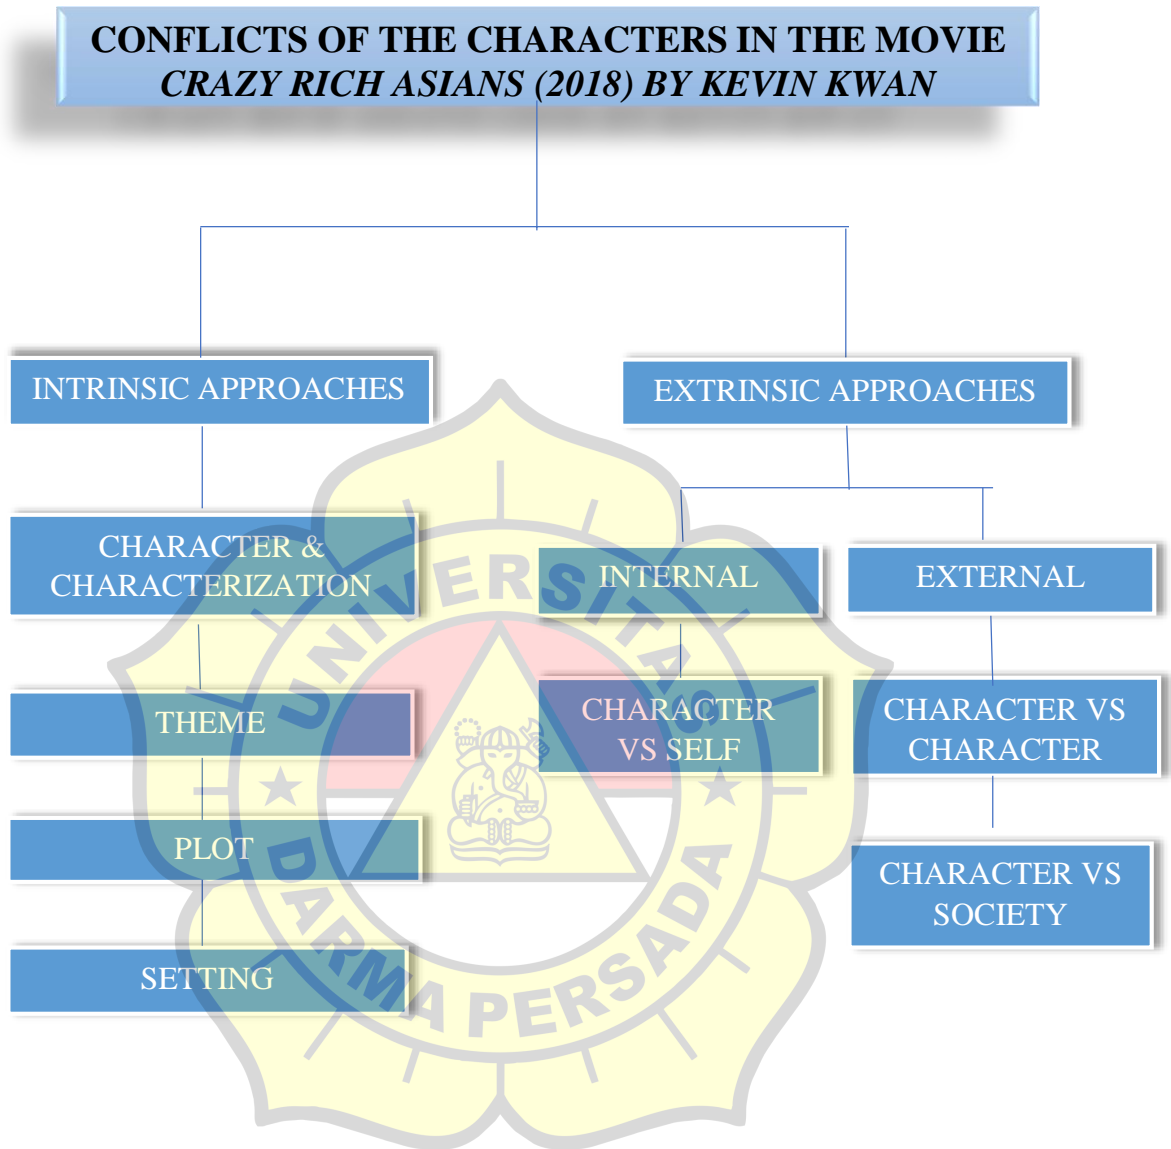 CONFLICTS OF THE CHARACTERS IN THE MOVIE
CRAZY RICH ASIANS (2018) BY KEVIN KWAN
INTRINSIC APPROACHES
EXTRINSIC APPROACHES
CHARACTER &
CHARACTERIZATION
INTERNAL
EXTERNAL
THEME
CHARACTER
VS SELF
CHARACTER VS
CHARACTER
PLOT
CHARACTER VS
SOCIETY
SETTING
UNIVERSITAS
DARMA PERSADA